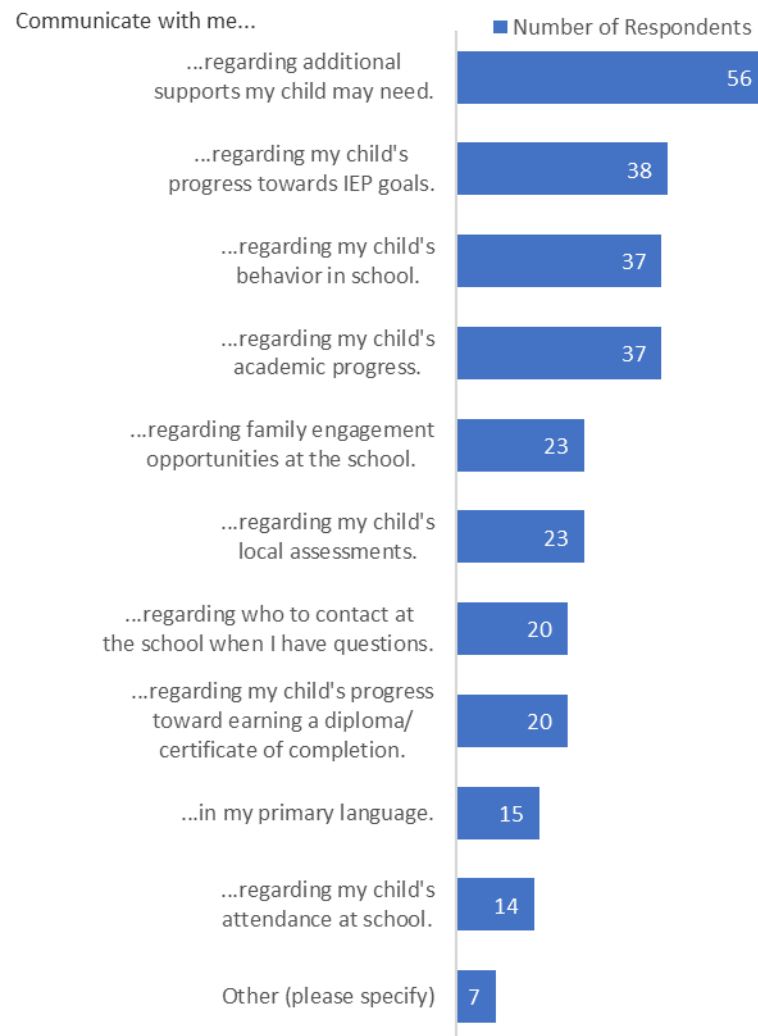 Communicate with me...
Number of Respondents
...regarding additional
supports my child may need.
56
...regarding my child's
progress towards IEP goals.
38
...regarding my child's
behavior in school.
37
...regarding my child's
academic progress.
37
...regarding family engagement
opportunities at the school.
23
...regarding my child's
local assessments.
23
...regarding who to contact at
the school when I have questions.
20
...regarding my child's progress
toward earning a diploma/
certificate of completion.
20
...in my primary language.
15
...regarding my child's
attendance at school.
14
Other (please specify)
7